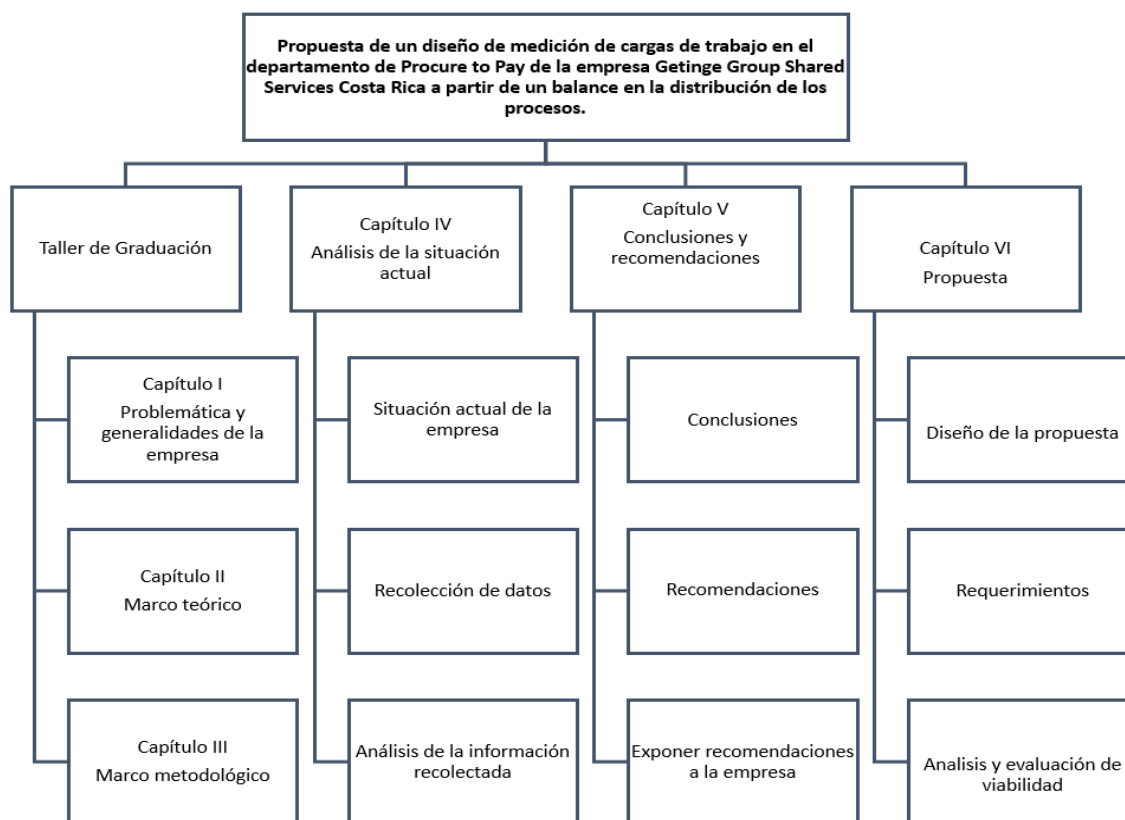 Propuesta de un diseño de medición de cargas de trabajo en el
departamento de Procure to Pay de la empresa Getinge Group Shared
Services Costa Rica a partir de un balance en la distribución de los
procesos.
Taller de Graduación
Capítulo I
Problemática y
generalidades de la
empresa
Capítulo II
Marco teórico
Capítulo III
Marco metodológico
Capítulo IV
Análisis de la situación
actual
Situación actual de la
empresa
Recolección de datos
Análisis de la información
recolectada
Capítulo V
Conclusiones y
recomendaciones
Conclusiones
Recomendaciones
Exponer recomendaciones
a la empresa
Capítulo VI
Propuesta
Diseño de la propuesta
Requerimientos
Analisis y evaluación de
viabilidad